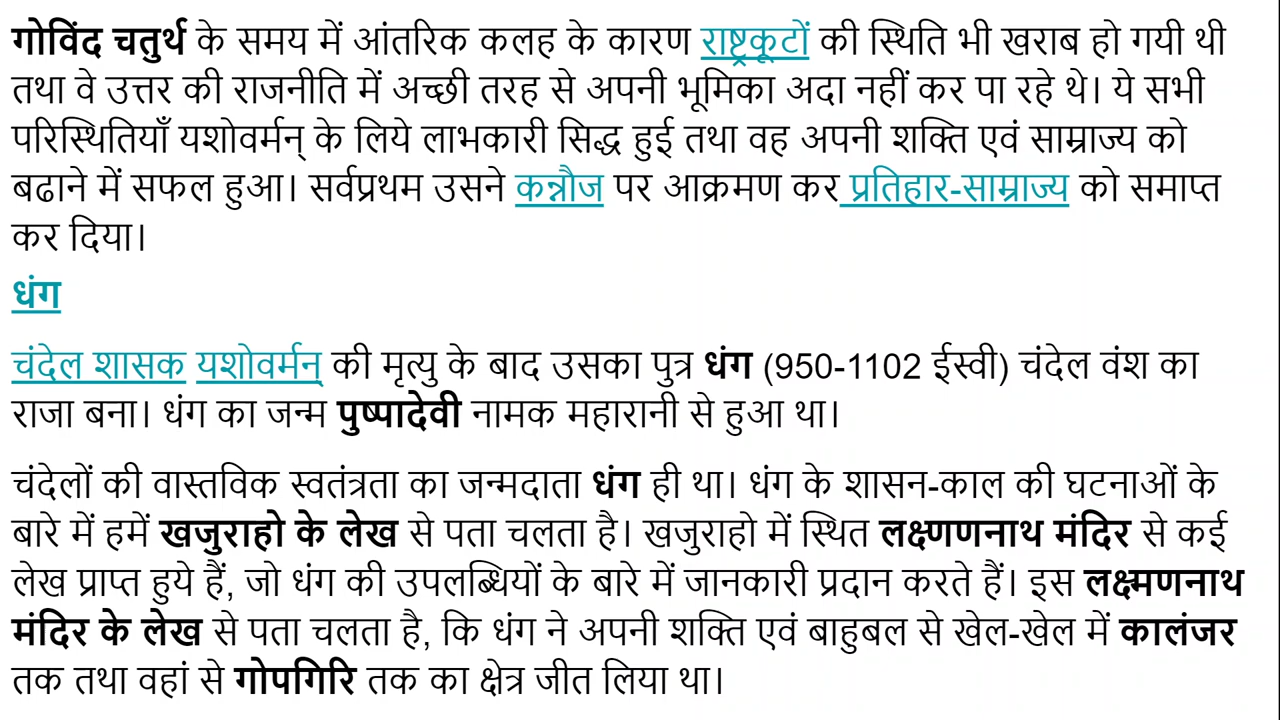 गोविंद चतुर्थ के समय में आंतरिक कलह के कारण राष्ट्रकूटों की स्थिति भी खराब हो गयी थी
तथा वे उत्तर की राजनीति में अच्छी तरह से अपनी भूमिका अदा नहीं कर पा रहे थे। ये सभी
परिस्थितियाँ यशोवर्मन् के लिये लाभकारी सिद्ध हुई तथा वह अपनी शक्ति एवं साम्राज्य को
बढाने में सफल हुआ। सर्वप्रथम उसने कन्नौज पर आक्रमण कर प्रतिहार-साम्राज्य को समाप्त
कर दिया।
धंग
चंदेल शासक यशोवर्मन् की मृत्यु के बाद उसका पुत्र धंग (950-1102 ईस्वी) चंदेल वंश का
राजा बना। धंग का जन्म पुष्पादेवी नामक महारानी से हुआ था।
चंदेलों की वास्तविक स्वतंत्रता का जन्मदाता धंग ही था। धंग के शासन-काल की घटनाओं के
बारे में हमें खजुराहो के लेख से पता चलता है। खजुराहो में स्थित लक्ष्णणनाथ मंदिर से कई
लेख प्राप्त हुये हैं, जो धंग की उपलब्धियों के बारे में जानकारी प्रदान करते हैं। इस लक्ष्मणनाथ
मंदिर के लेख से पता चलता है, कि धंग ने अपनी शक्ति एवं बाहुबल से खेल-खेल में कालंजर
तक तथा वहां से गोपगिरि तक का क्षेत्र जीत लिया था।